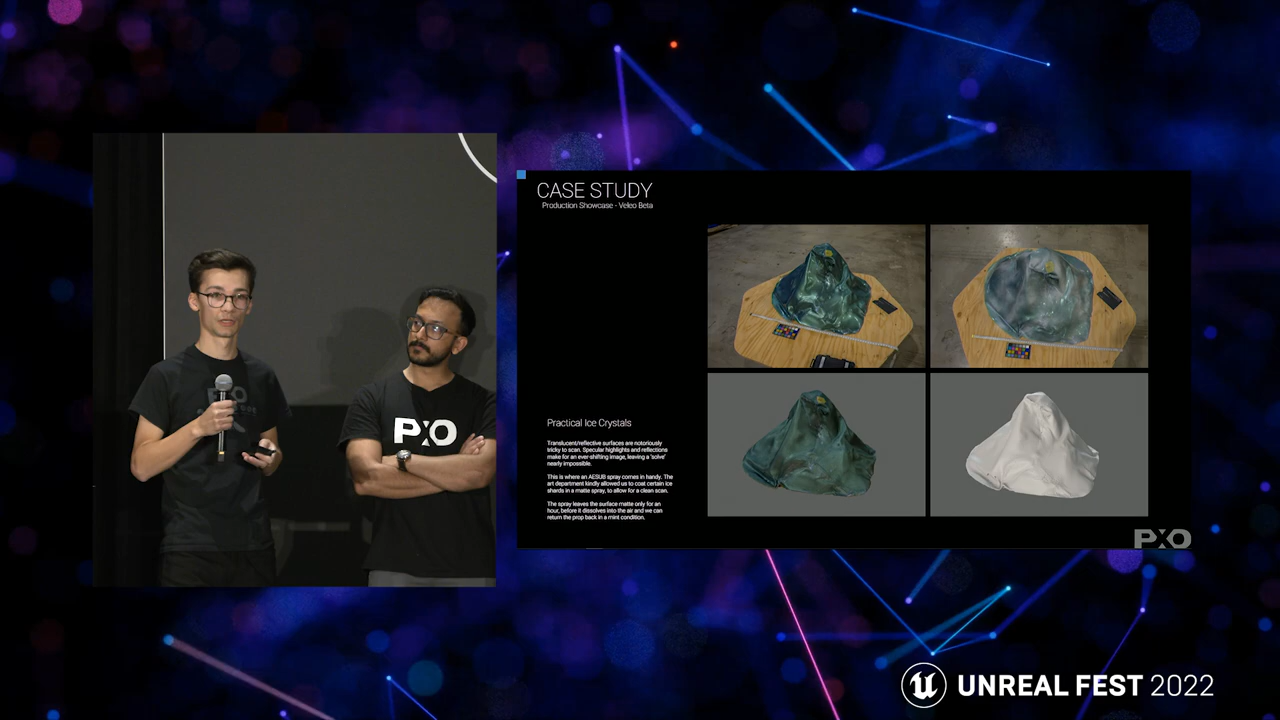 CASE STUDY
Production Showcase - Veleo Beta
Practical Ice Crystals
Translucent/reflective surfaces are notoriously
tricky to scan. Specular highlights and reflections
make for an ever-shifting image, leaving a 'solve'
nearly impossible.
This is where an AESUB spray comes in handy. The
art department kindly allowed us to coat certain ice
shards in a matte spray, to allow for a clean scan.
The spray leaves the surface matte only for an
hour, before it dissolves into the air and we can
return the prop back in a mint condition.
PXO
PXO
PXO
UNREAL FEST 2022